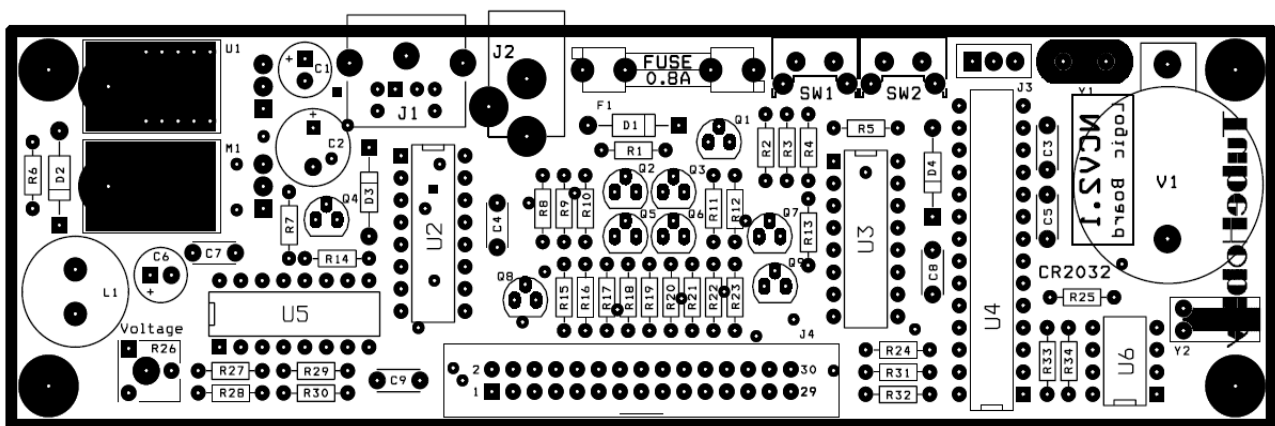 U1
C1
J1
J2
FUSE
0.8A
F1
SW1
SW2
J3
Y1
R6
D2
M1
C2
D3
Q4
R7
R14
C7
C6
L1
U2
C4
D1
R1
Q1
R2
R3
R4
R5
D4
C3
C5
Logic Board
MCV2.1
V1
Q2
Q3
Q5
Q6
R8
R9
R10
R11
R12
Q7
R13
Q9
Q8
U3
C8
U4
CR2032
R25
U5
R15
R16
R17
R18
R19
R20
R21
R22
R23
Voltage
R26
R27
R28
R29
R30
C9
J4
2
1
30
29
R24
R31
R32
R33
R34
U6
Y2